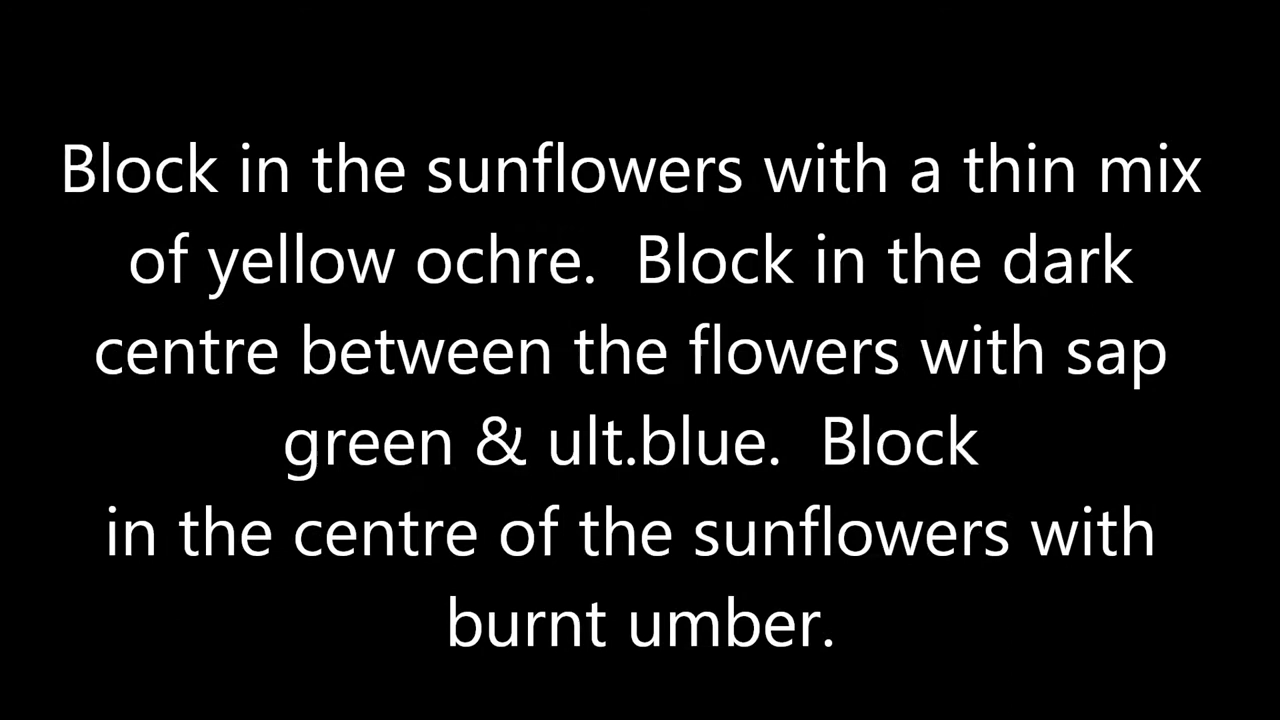 Block in the sunflowers with a thin mix
of yellow ochre.  Block in the dark
centre between the flowers with sap
green & ult.blue.  Block
in the centre of the sunflowers with
burnt umber.